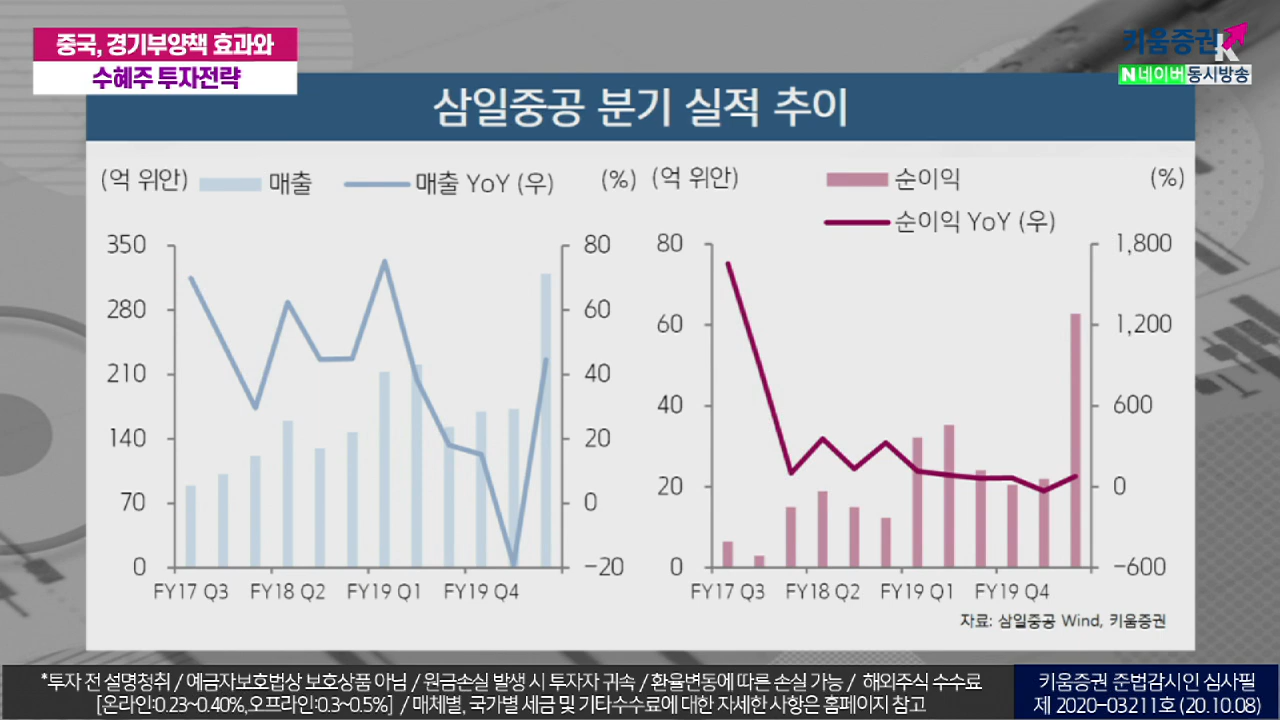 중국, 경기부양책 효과와
수혜주 투자전략
키움증권
N 네이버 동시방송
삼일중공 분기 실적 추이
(억 위안) 매출 매출 YoY (우) (%)
350 80
280 60
210 40
140 20
70 0
0 -20
FY17 Q3 FY18 Q2 FY19 Q1 FY19 Q4
(억 위안) 순이익 (%)
순이익 YoY (우)
80 1,800
60 1,200
40 600
20 0
0 -600
FY17 Q3 FY18 Q2 FY19 Q1 FY19 Q4
자료: 삼일중공 Wind, 키움증권
*투자 전 설명청취 / 예금자보호법상 보호상품 아님 / 원금손실 발생 시 투자자 귀속 / 환율변동에 따른 손실 가능 / 해외주식 수수료
[온라인:0.23~0.40%,오프라인:0.3~0.5%] / 매체별, 국가별 세금 및 기타수수료에 대한 자세한 사항은 홈페이지 참고
키움증권 준법감시인 심사필
제 2020-03211호 (20.10.08)